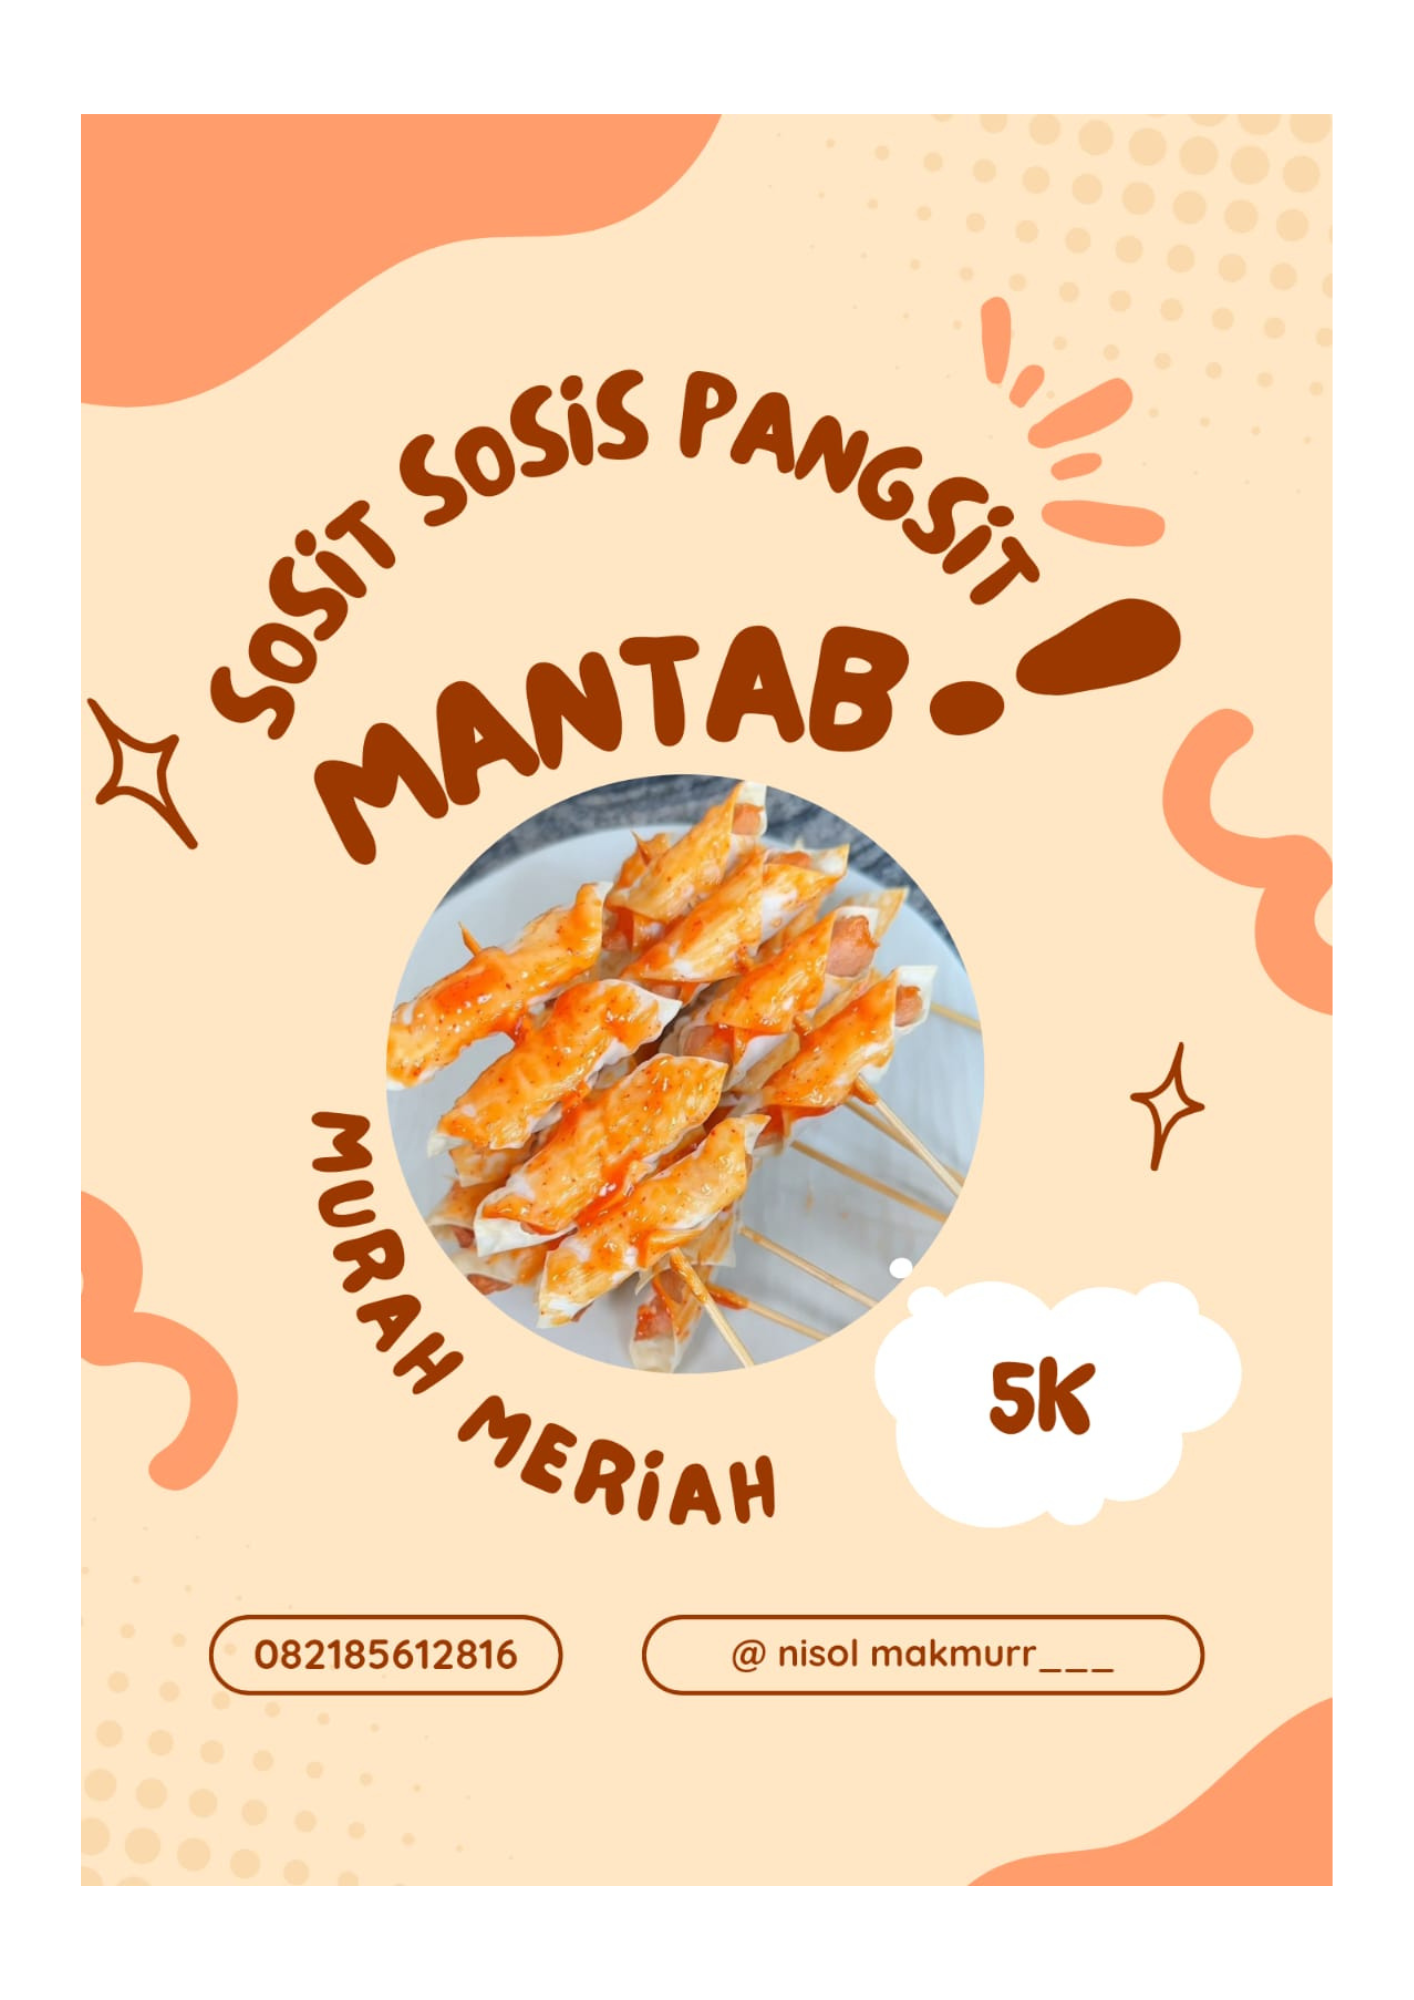 SOSiT SOSiS PANGSiT
MANTAB!
MURAH MERiAH
5K
082185612816
@ nisol makmurr___